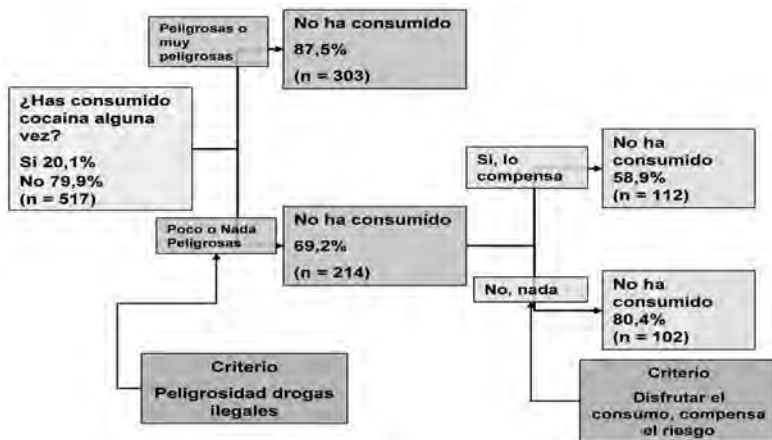 Peligrosas o
muy
peligrosas
No ha consumido
87,5%
(n = 303)
¿Has consumido
cocaina alguna
vez?
Si 20,1%
No 79,9%
(n = 517)
Poco o Nada
Peligrosas
No ha consumido
69,2%
(n = 214)
Si, lo
compensa
No ha
consumido
58,9%
(n = 112)
No, nada
No ha
consumido
80,4%
(n = 102)
Criterio
Peligrosidad drogas
ilegales
Criterio
Disfrutar el
consumo, compensa
el riesgo